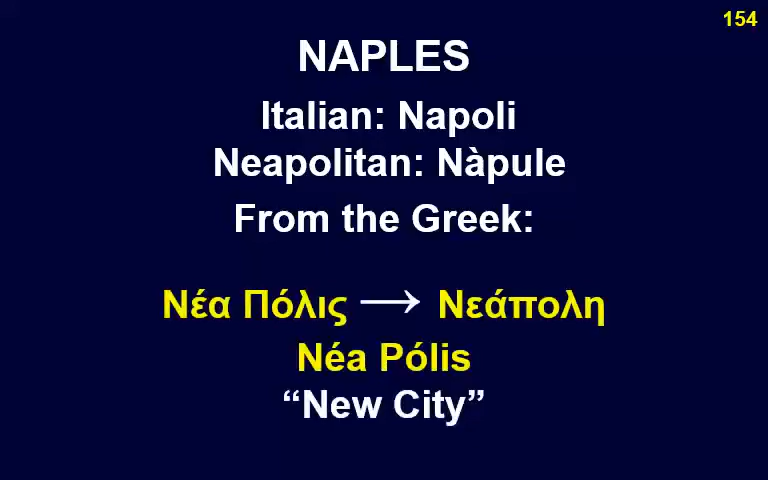 154
NAPLES
Italian: Napoli
Neapolitan: Nàpule
From the Greek:
Νέα Πόλις → Νεάπολη
Néa Pólis
“New City”